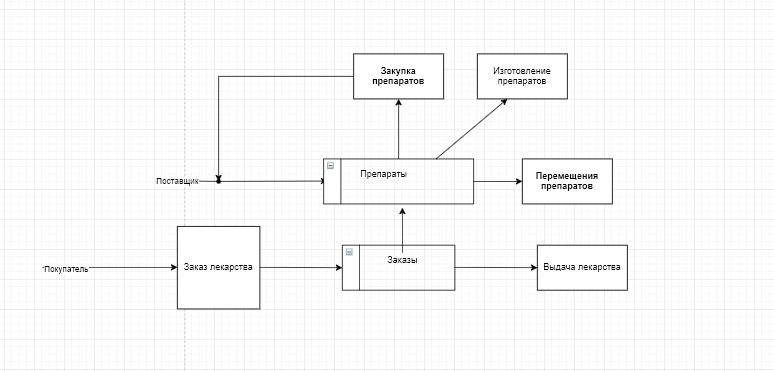 Закупка
препаратов
Изготовление
препаратов
Поставщик
Препараты
Перемещения
препаратов
Покупатель
Заказ лекарства
Заказы
Выдача лекарства